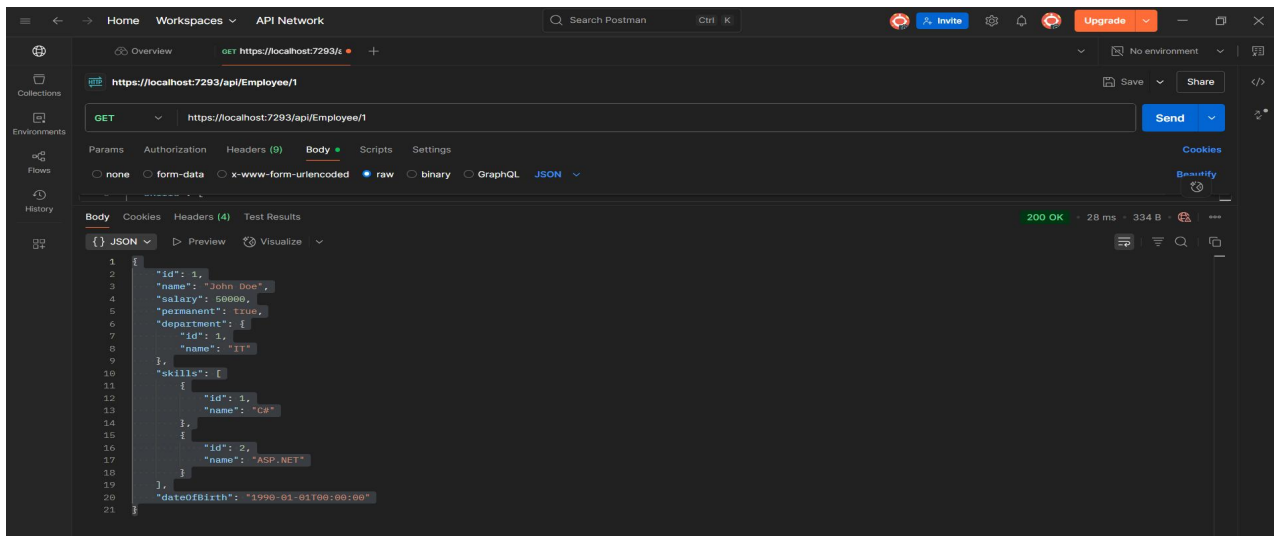 Home Workspaces API Network Search Postman Ctrl K Invite Upgrade
Overview GET https://localhost:7293/a No environment
HTTP https://localhost:7293/api/Employee/1 Save Share
Collections
GET https://localhost:7293/api/Employee/1 Send
Environments
Params Authorization Headers (9) Body Scripts Settings Cookies
Flows
none form-data x-www-form-urlencoded raw binary GraphQL JSON Beautify
History
Body Cookies Headers (4) Test Results 200 OK 28 ms 334 B
{} JSON Preview Visualize
1 {
2 "id": 1,
3 "name": "John Doe",
4 "salary": 50000,
5 "permanent": true,
6 "department": {
7 "id": 1,
8 "name": "IT"
9 },
10 "skills": [
11 {
12 "id": 1,
13 "name": "C#"
14 },
15 {
16 "id": 2,
17 "name": "ASP.NET"
18 }
19 ],
20 "dateOfBirth": "1990-01-01T00:00:00"
21 }